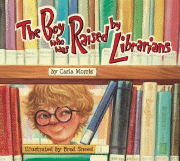 The Boy
who was
Raised by
Librarians
by Carla Morris
Illustrated by Brad Sneed